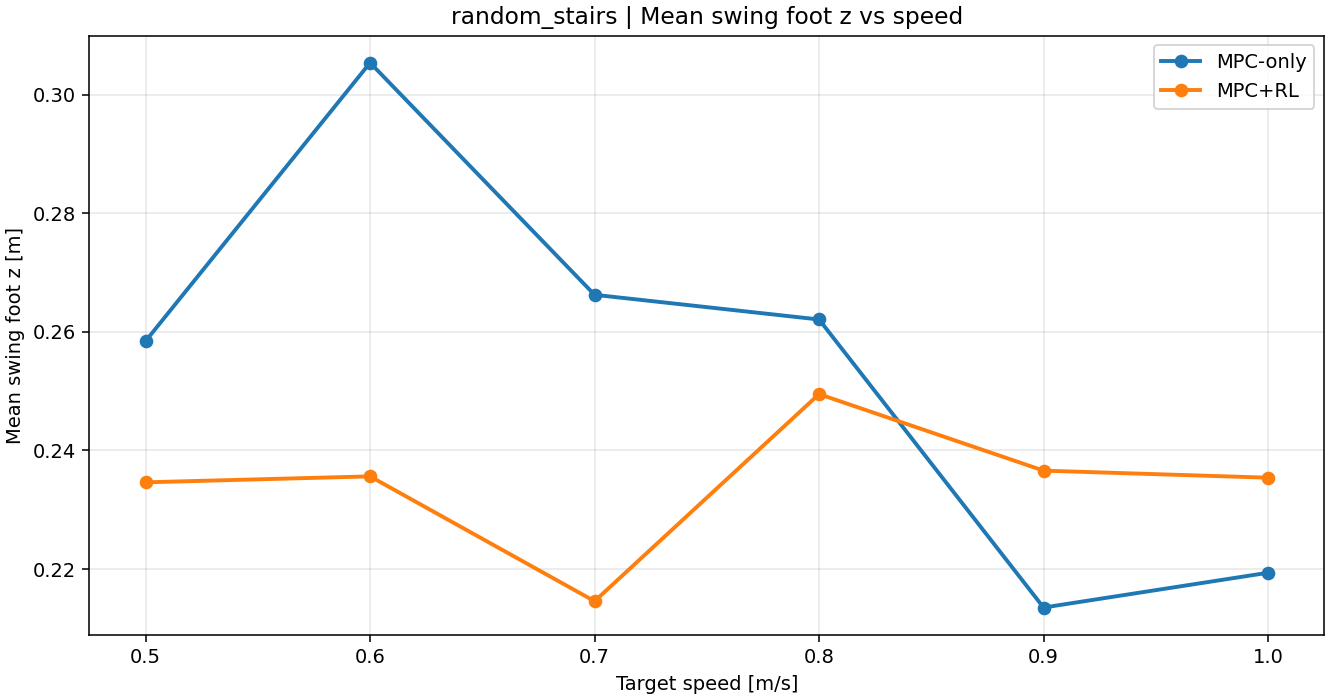 random_stairs | Mean swing foot z vs speed
MPC-only
MPC+RL
Mean swing foot z [m]
0.30
0.28
0.26
0.24
0.22
0.5 0.6 0.7 0.8 0.9 1.0
Target speed [m/s]